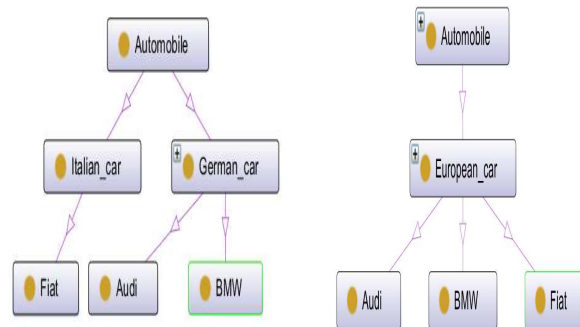 Automobile
Italian_car
German_car
Fiat
Audi
BMW
Automobile
European_car
Audi
BMW
Fiat